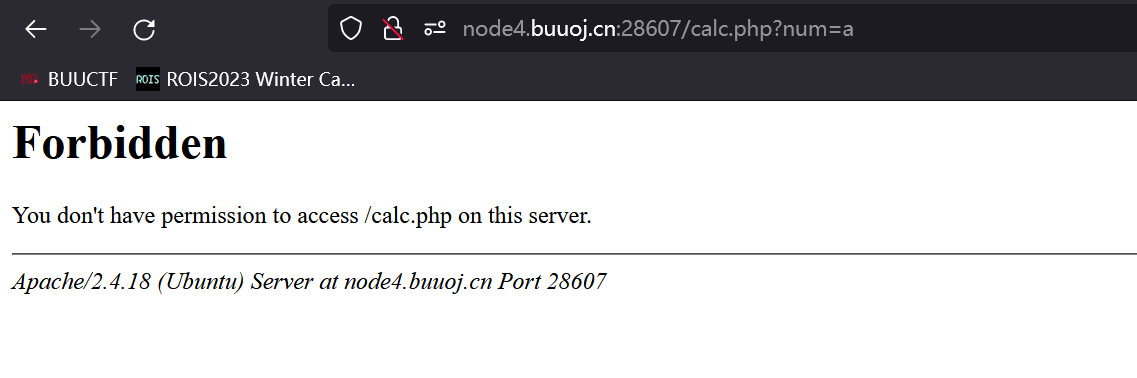 node4.buuoj.cn:28607/calc.php?num=a
BUUCTF ROIS ROIS2023 Winter Ca...
Forbidden
You don't have permission to access /calc.php on this server.
Apache/2.4.18 (Ubuntu) Server at node4.buuoj.cn Port 28607